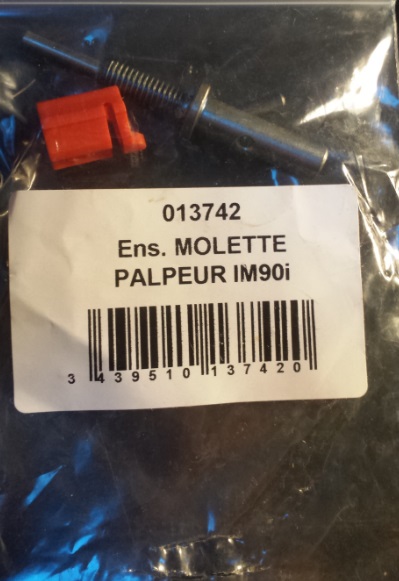 013742
Ens. MOLETTE
PALPEUR IM90i
3 439510 137420